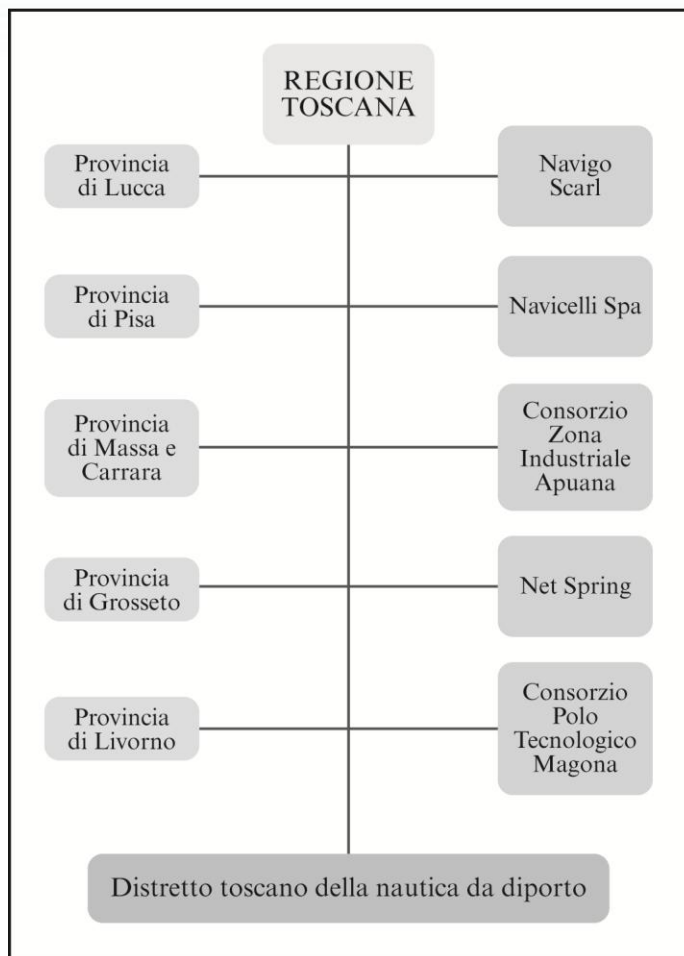 REGIONE
TOSCANA
Provincia
di Lucca
Navigo
Scarl
Provincia
di Pisa
Navicelli Spa
Provincia
di Massa e
Carrara
Consorzio
Zona
Industriale
Apuana
Provincia
di Grosseto
Net Spring
Provincia
di Livorno
Consorzio
Polo
Tecnologico
Magona
Distretto toscano della nautica da diporto